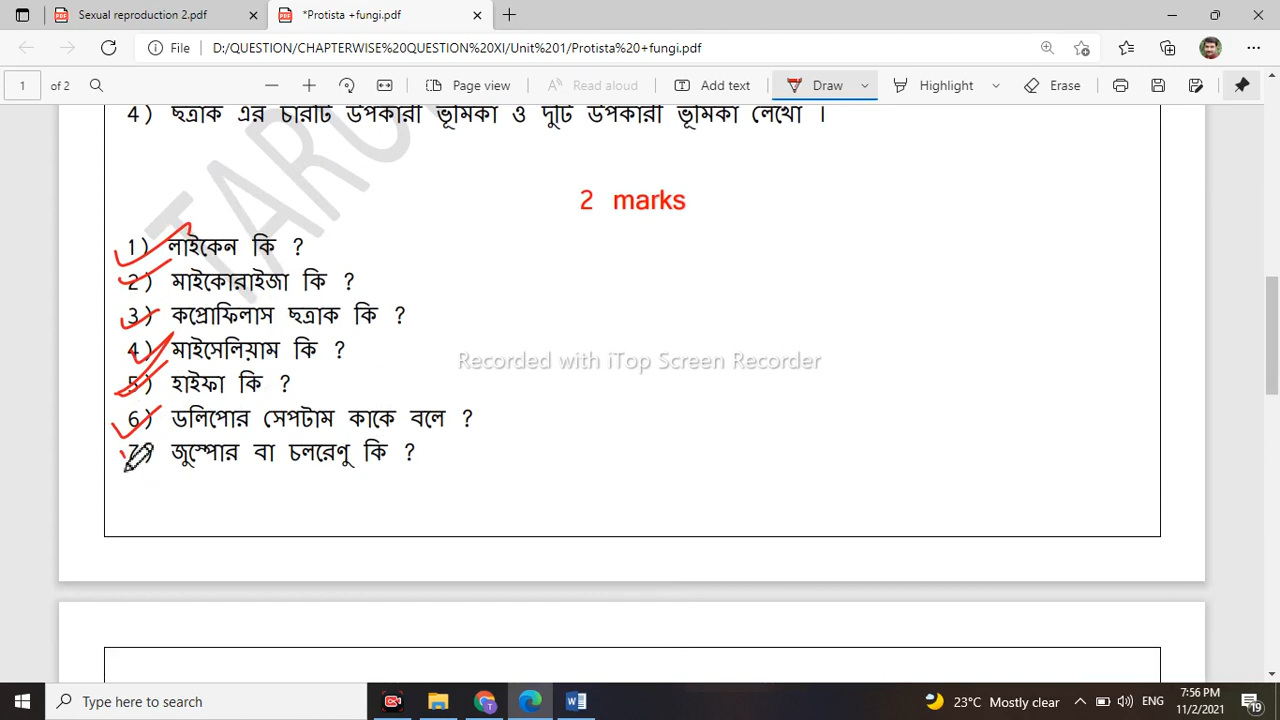 Sexual reproduction 2.pdf
*Protista +fungi.pdf
File D:/QUESTION/CHAPTERWISE%20QUESTION%20XI/Unit%201/Protista%20+fungi.pdf
1 of 2 Page view Read aloud Add text Draw Highlight Erase
4) ছত্রাক এর চারটি উপকারী ভূমিকা ও দুটি উপকারী ভূমিকা লেখো ।
TARG
2 marks
1) লাইকেন কি ?
2) মাইকোরাইজা কি ?
3) কপ্রোফিলাস ছত্রাক কি ?
4) মাইসেলিয়াম কি ?
Recorded with iTop Screen Recorder
5) হাইফা কি ?
6) ডলিপোর সেপটাম কাকে বলে ?
7) জুস্পোর বা চলরেণু কি ?
Type here to search
23°C Mostly clear ENG 7:56 PM
11/2/2021 19